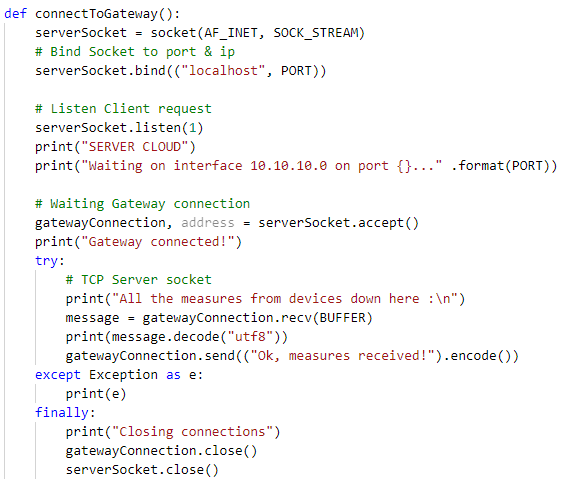 def connectToGateway():
    serverSocket = socket(AF_INET, SOCK_STREAM)
    # Bind Socket to port & ip
    serverSocket.bind(("localhost", PORT))

    # Listen Client request
    serverSocket.listen(1)
    print("SERVER CLOUD")
    print("Waiting on interface 10.10.10.0 on port {}..." .format(PORT))

    # Waiting Gateway connection
    gatewayConnection, address = serverSocket.accept()
    print("Gateway connected!")
    try:
        # TCP Server socket
        print("All the measures from devices down here :\n")
        message = gatewayConnection.recv(BUFFER)
        print(message.decode("utf8"))
        gatewayConnection.send(("Ok, measures received!").encode())
    except Exception as e:
        print(e)
    finally:
        print("Closing connections")
        gatewayConnection.close()
        serverSocket.close()